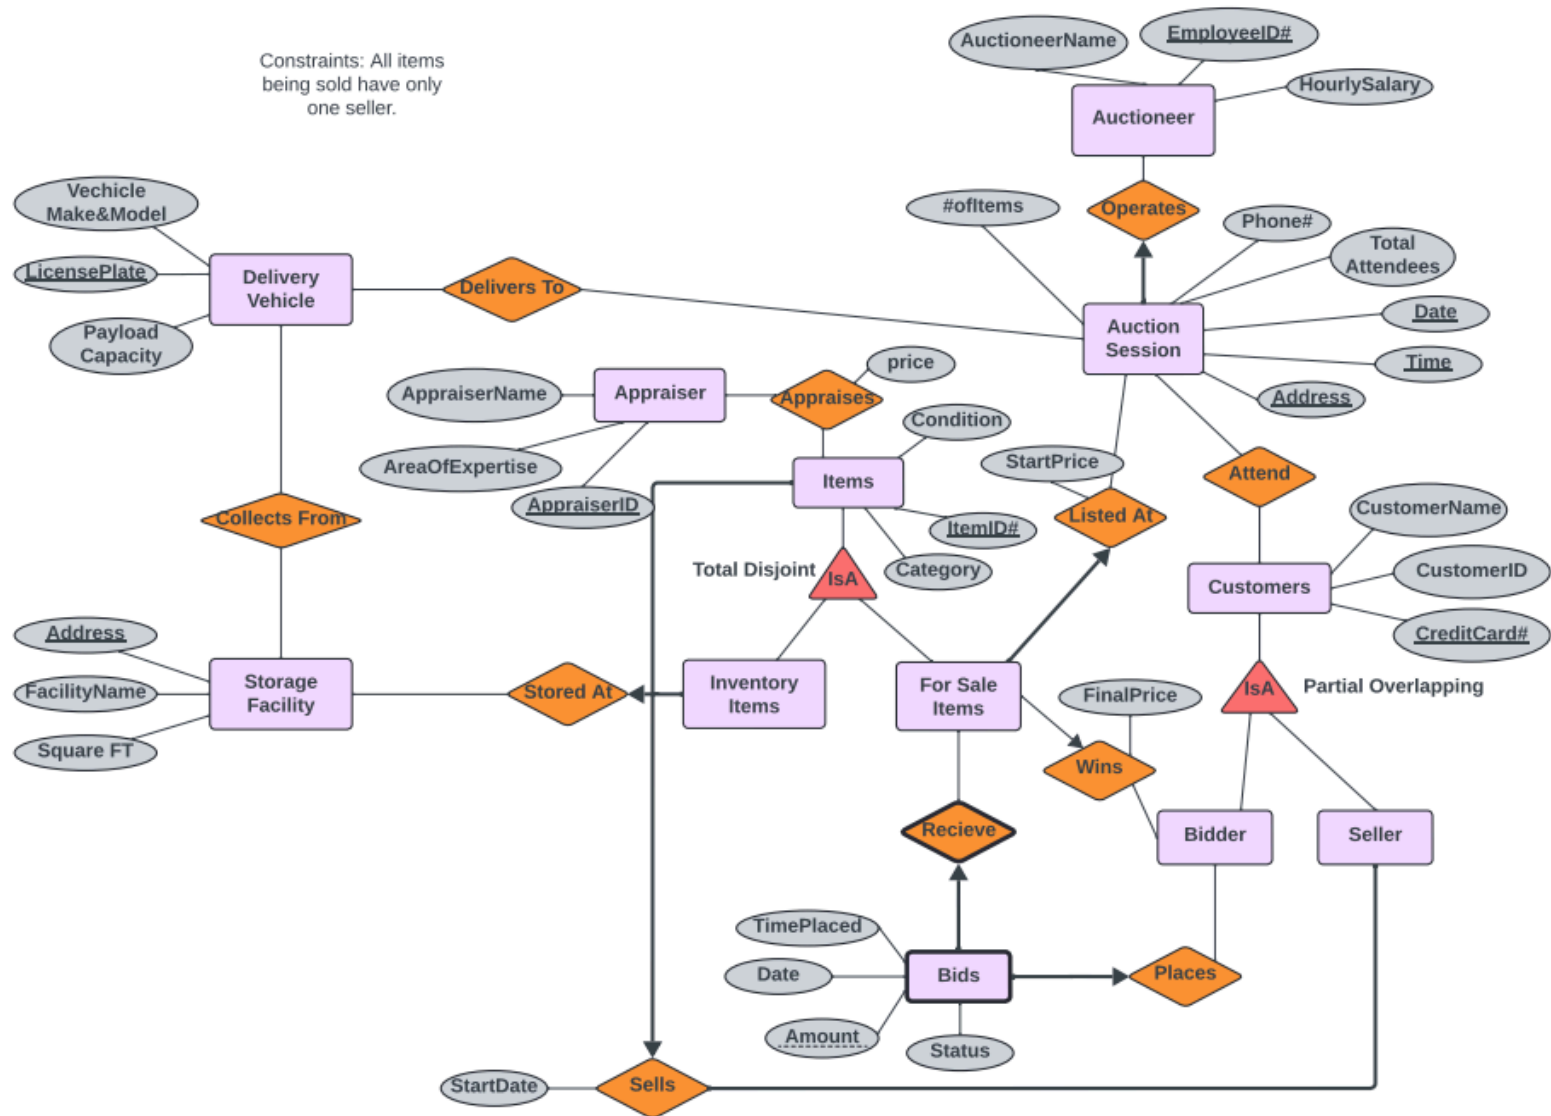 AuctioneerName
EmployeeID#
HourlySalary
Auctioneer
Constraints: All items
being sold have only
one seller.
Vechicle
Make&Model
#ofItems
Operates
Phone#
Total
Attendees
LicensePlate
Delivery
Vehicle
Delivers To
Auction
Session
Date
Payload
Capacity
Time
price
Address
AppraiserName
Appraiser
Appraises
Condition
AreaOfExpertise
StartPrice
Attend
Items
AppraiserID
ItemID#
Listed At
CustomerName
Collects From
Total Disjoint
IsA
Category
Customers
CustomerID
Address
CreditCard#
FacilityName
Storage
Facility
Stored At
Inventory
Items
For Sale
Items
FinalPrice
IsA
Partial Overlapping
Square FT
Wins
Recieve
Bidder
Seller
TimePlaced
Date
Bids
Places
Amount
Status
StartDate
Sells